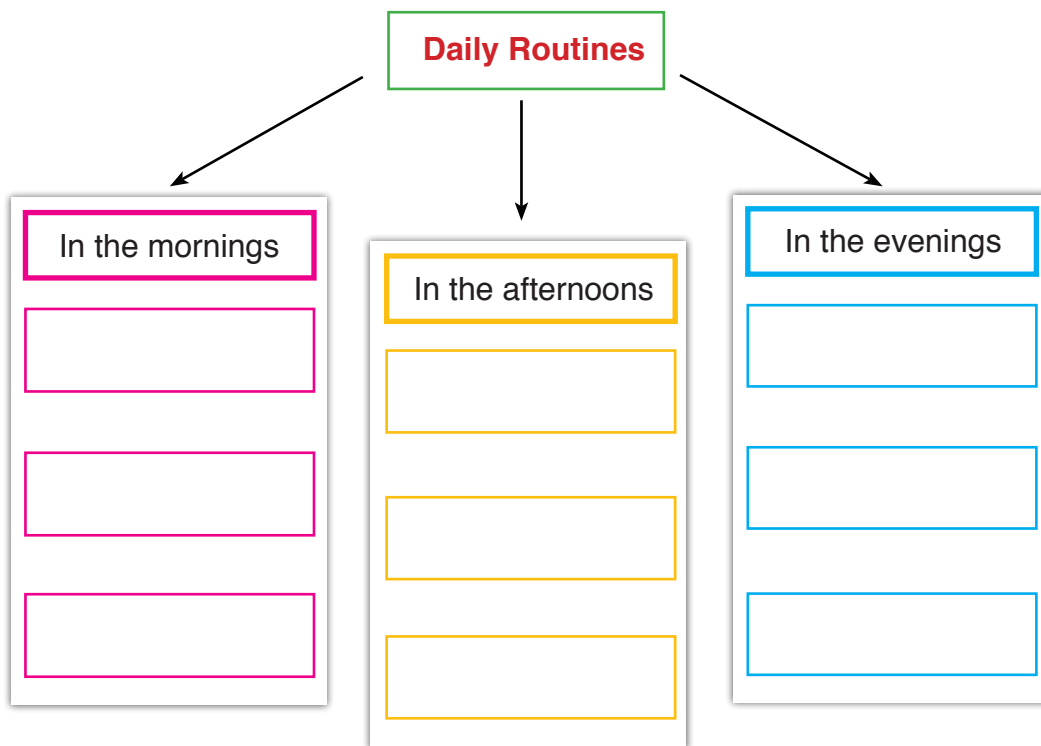 Daily Routines
In the mornings
In the afternoons
In the evenings